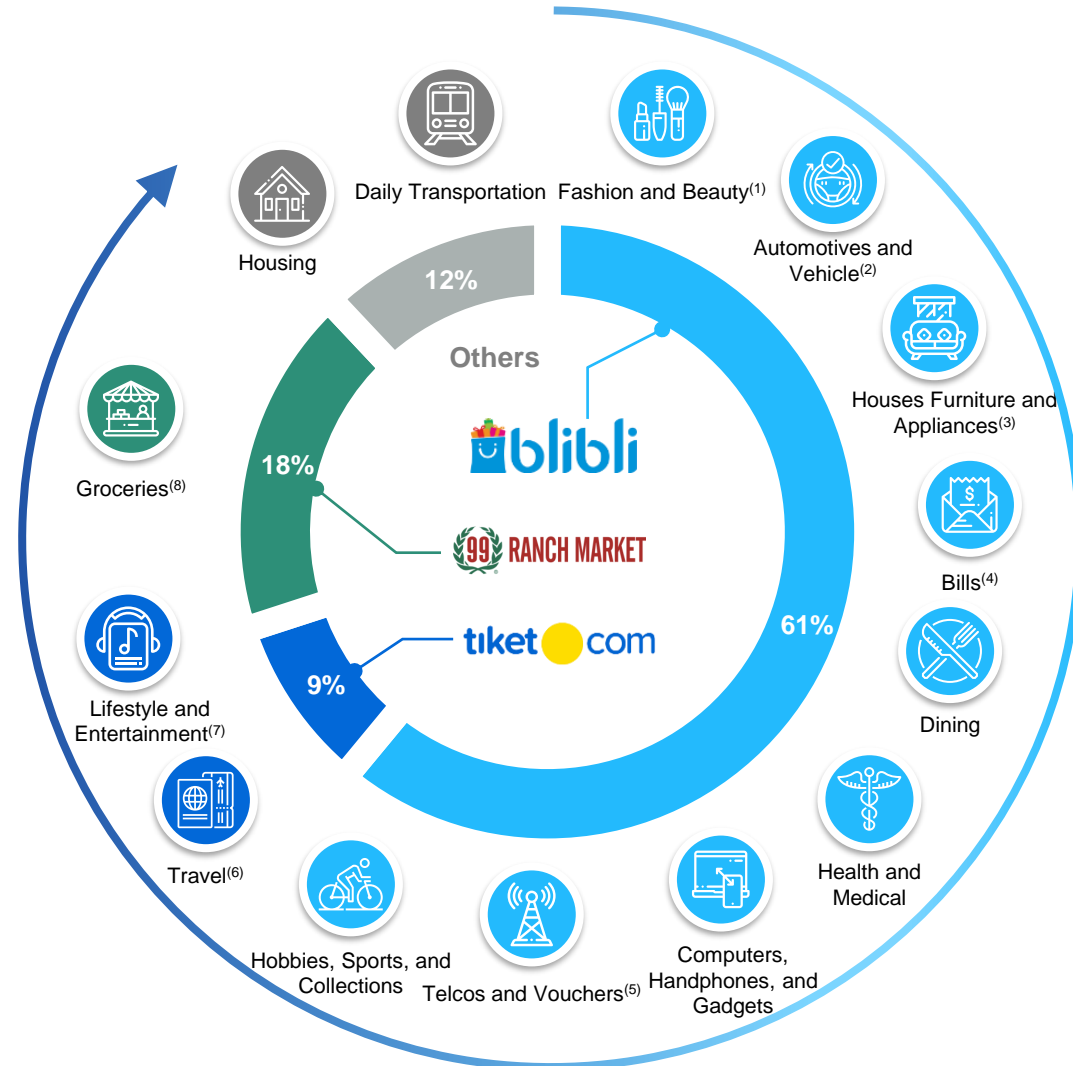 Daily Transportation
Fashion and Beauty(1)
Housing
Automotives and
Vehicle(2)
12%
Others
Houses Furniture and
Appliances(3)
blibli
Groceries(8)
18%
$
99 RANCH MARKET
Bills(4)
61%
tiket com
9%
Lifestyle and
Entertainment(7)
Dining
Travel(6)
Health and
Medical
Hobbies, Sports, and
Collections
Telcos and Vouchers(5)
Computers,
Handphones, and
Gadgets